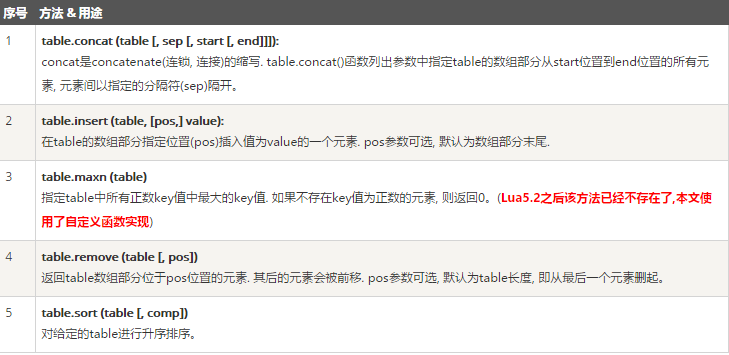 序号 方法 & 用途
1 table.concat (table [, sep [, start [, end]]]):
concat是concatenate(连锁, 连接)的缩写. table.concat()函数列出参数中指定table的数组部分从start位置到end位置的所有元
素, 元素间以指定的分隔符(sep)隔开。
2 table.insert (table, [pos,] value):
在table的数组部分指定位置(pos)插入值为value的一个元素. pos参数可选, 默认为数组部分末尾.
3 table.maxn (table)
指定table中所有正数key值中最大的key值. 如果不存在key值为正数的元素, 则返回0。(Lua5.2之后该方法已经不存在了,本文使
用了自定义函数实现)
4 table.remove (table [, pos])
返回table数组部分位于pos位置的元素. 其后的元素会被前移. pos参数可选, 默认为table长度, 即从最后一个元素删起。
5 table.sort (table [, comp])
对给定的table进行升序排序。